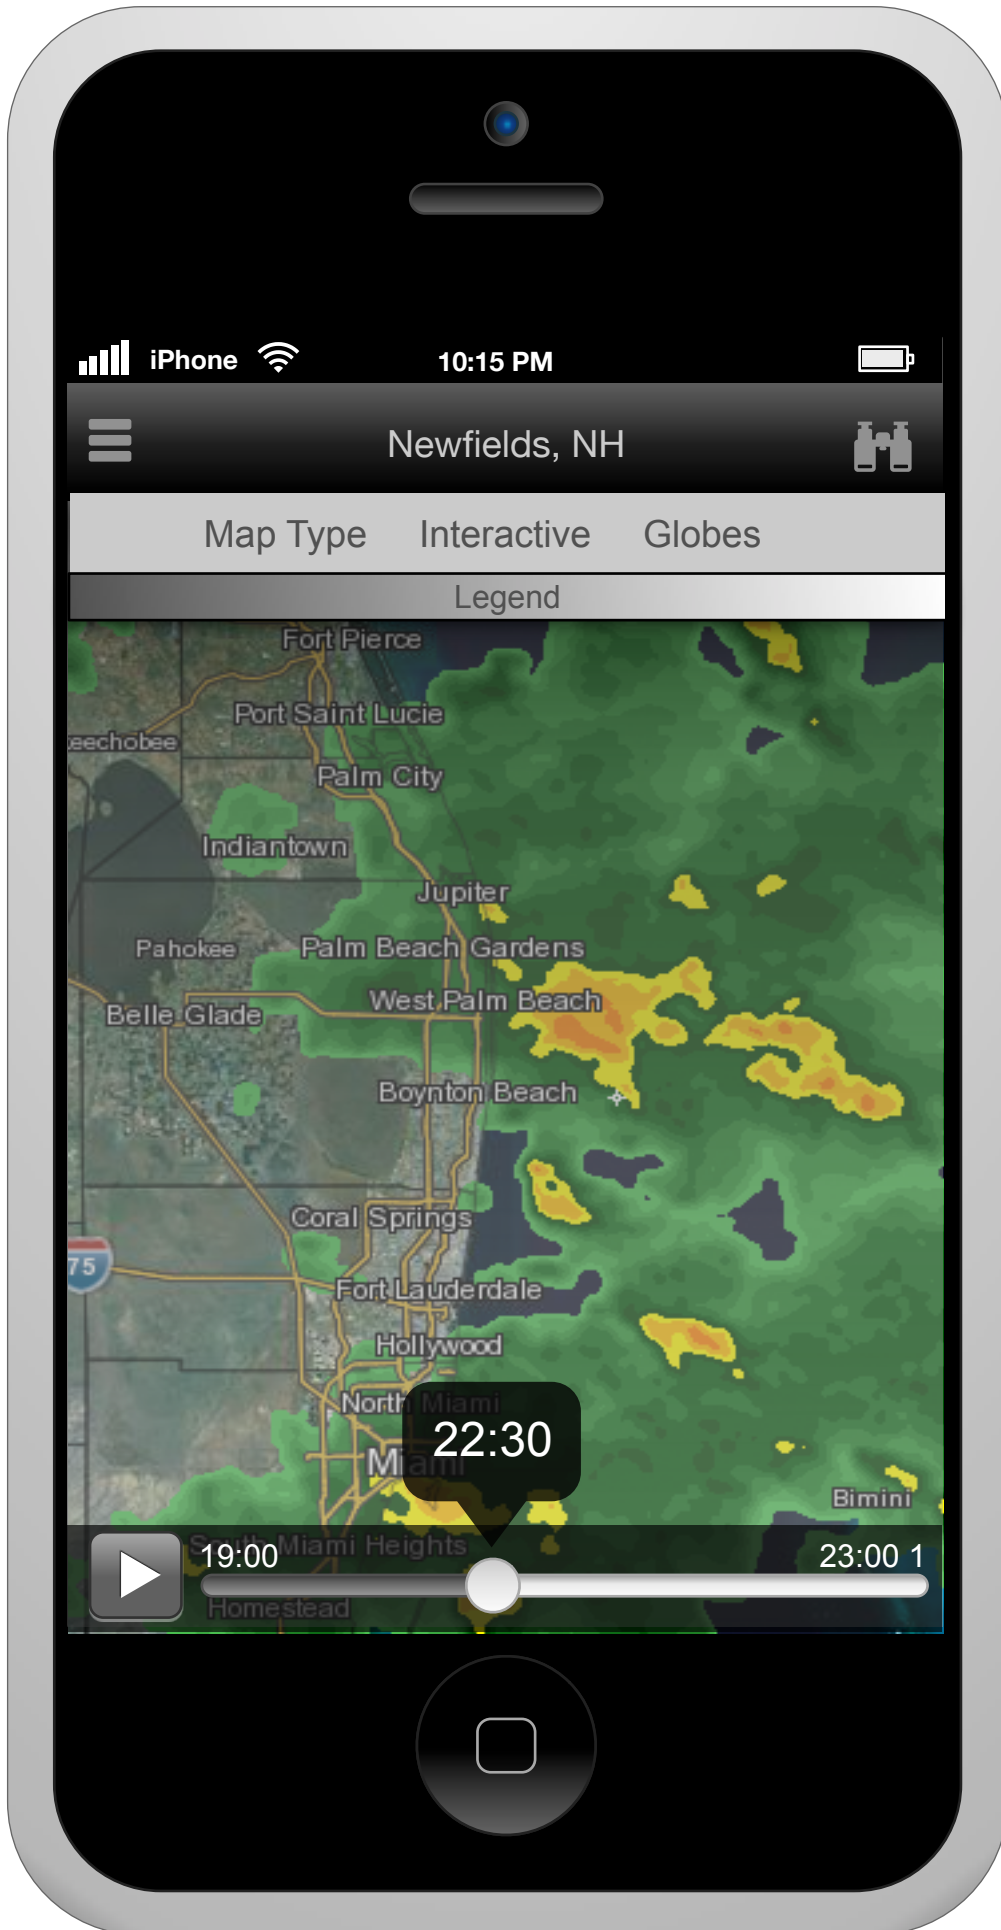 iPhone 10:15 PM
Newfields, NH
Map Type Interactive Globes
Legend
Fort Pierce
Port Saint Lucie
eechobee
Palm City
Indiantown
Jupiter
Pahokee
Palm Beach Gardens
West Palm Beach
Belle Glade
Boynton Beach
Coral Springs
75
Fort Lauderdale
Hollywood
North Miami
22:30
Miami
Bimini
South Miami Heights
19:00
23:00 1
Homestead